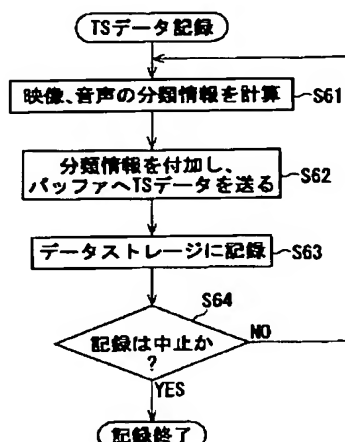 TSデータ記録
映像、音声の分類情報を計算
S61
分類情報を付加し、
バッファへTSデータを送る
S62
データストレージに記録
S63
S64
記録は中止か
?
NO
YES
記録終了